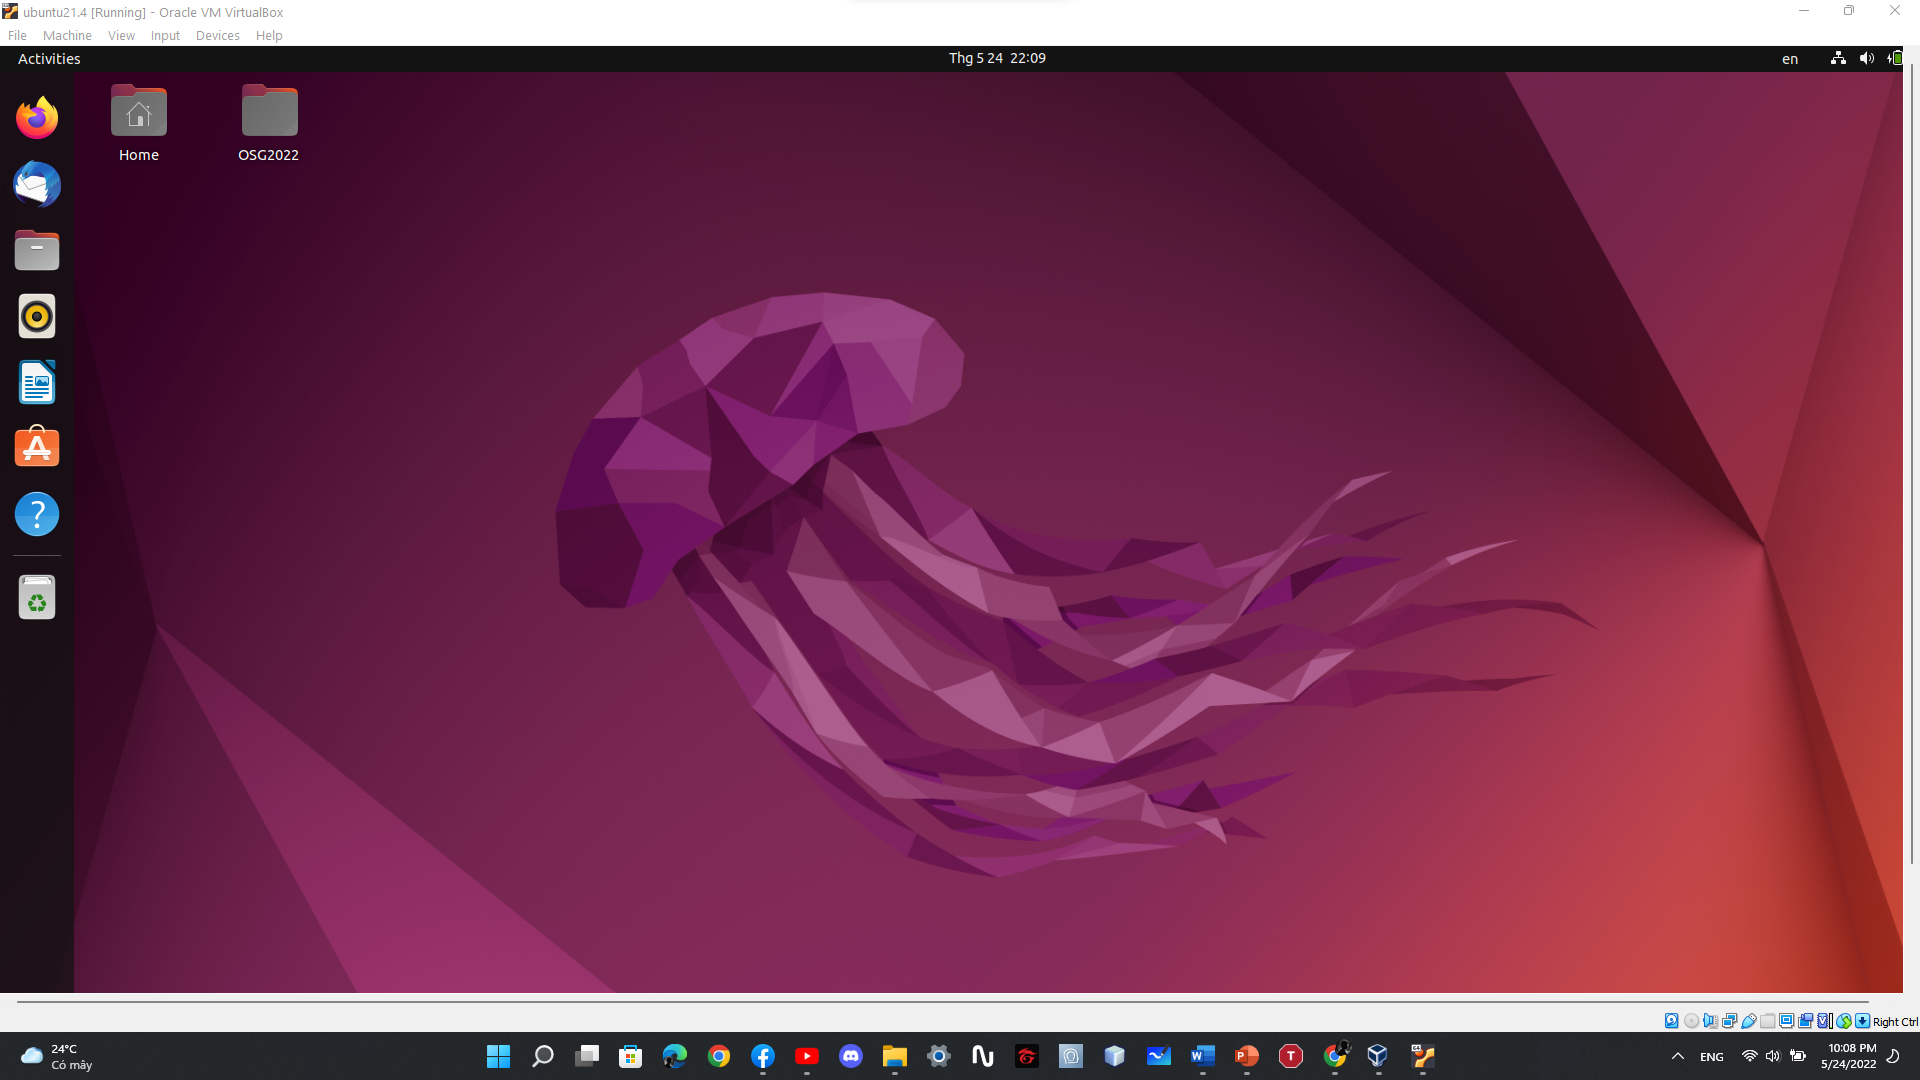 ubuntu21.4 [Running] - Oracle VM VirtualBox
File Machine View Input Devices Help
Activities
Thg 5 24 22:09
en
Home
OSG2022
Right Ctrl
24°C
Có mây
ENG
10:08 PM
5/24/2022